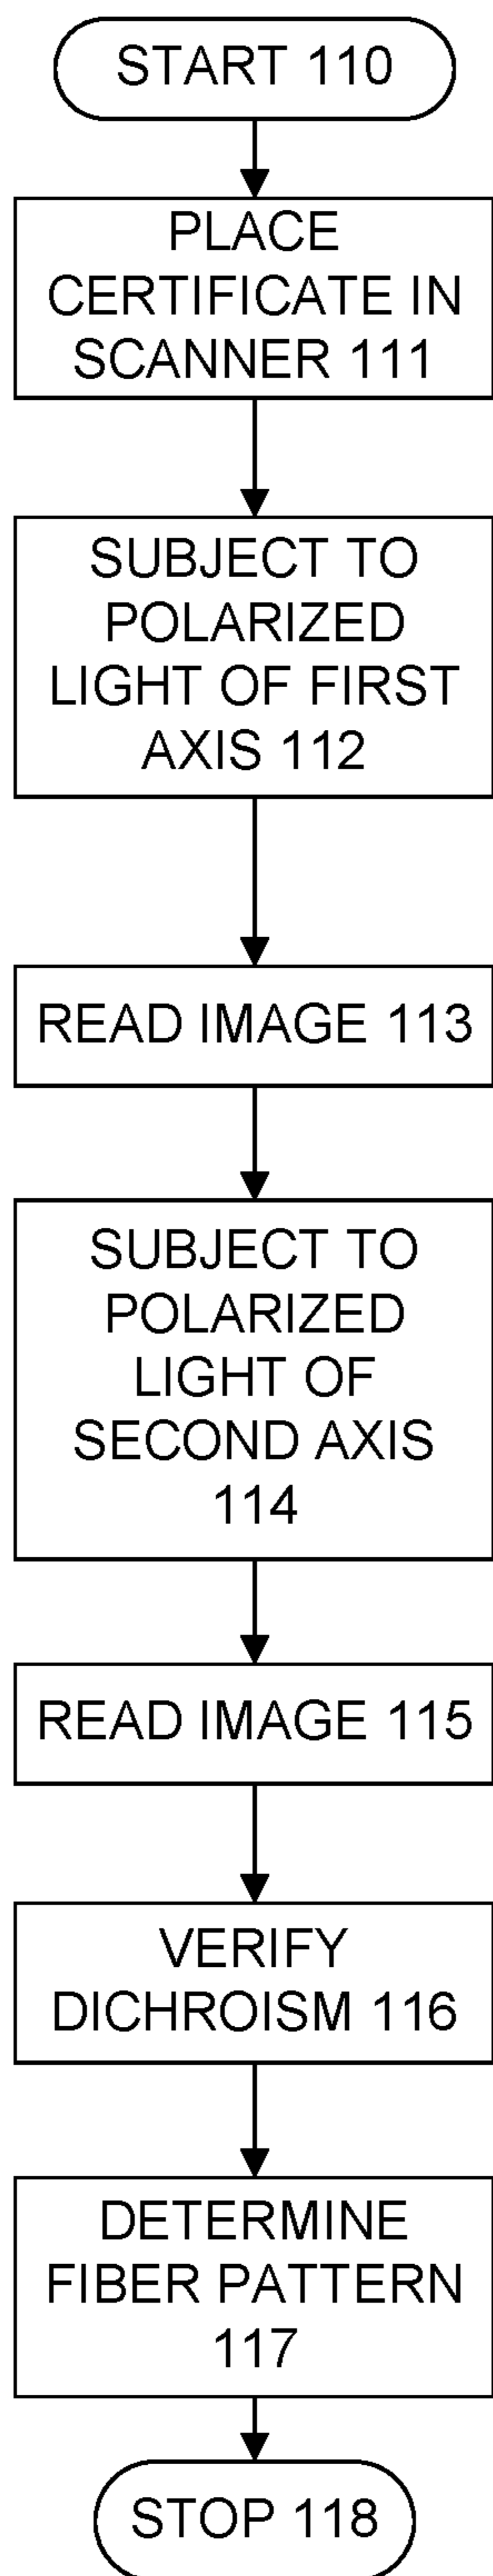 START 110
PLACE
CERTIFICATE IN
SCANNER 111
SUBJECT TO
POLARIZED
LIGHT OF FIRST
AXIS 112
READ IMAGE 113
SUBJECT TO
POLARIZED
LIGHT OF
SECOND AXIS
114
READ IMAGE 115
VERIFY
DICHROISM 116
DETERMINE
FIBER PATTERN
117
STOP 118